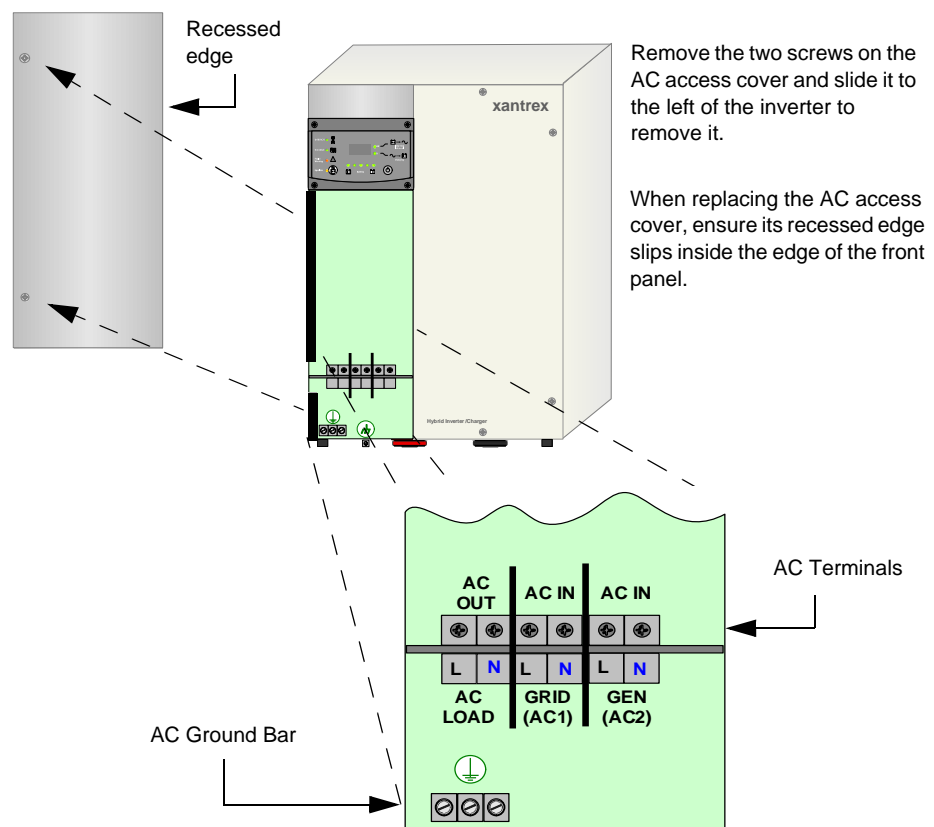 Recessed
edge
Remove the two screws on the
AC access cover and slide it to
the left of the inverter to
remove it.
xantrex
When replacing the AC access
cover, ensure its recessed edge
slips inside the edge of the front
panel.
Hybrid Inverter /Charger
AC Terminals
AC
OUT
AC IN
AC IN
L N L N L N
AC
LOAD
GRID
(AC1)
GEN
(AC2)
AC Ground Bar